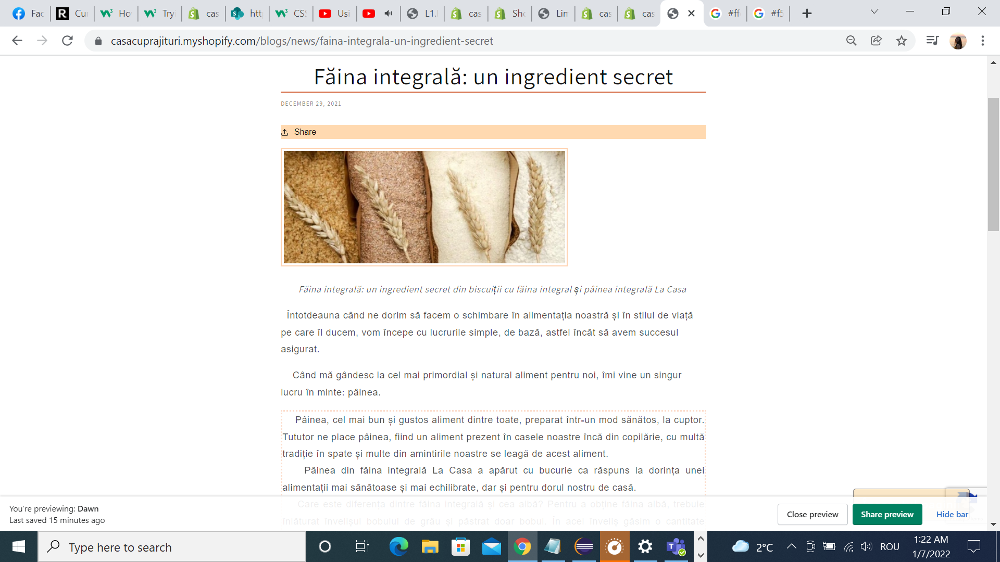 Fac
Cur
Ho
Try
cas
http
CSS
Usi
L1.
cas
Sho
Lim
cas
cas
#ff
#f5
casacuprajituri.myshopify.com/blogs/news/faina-integrala-un-ingredient-secret
Făina integrală: un ingredient secret
DECEMBER 29, 2021
Share
Făina integrală: un ingredient secret din biscuiții cu făina integral și pâinea integrală La Casa
Întotdeauna când ne dorim să facem o schimbare în alimentația noastră și în stilul de viață
pe care îl ducem, vom începe cu lucrurile simple, de bază, astfel încât să avem succesul
asigurat.
Când mă gândesc la cel mai primordial și natural aliment pentru noi, îmi vine un singur
lucru în minte: pâinea.
Pâinea, cel mai bun și gustos aliment dintre toate, preparat într-un mod sănătos, la cuptor.
Tututor ne place pâinea, fiind un aliment prezent în casele noastre încă din copilărie, cu multă
tradiție în spate și multe din amintirile noastre se leagă de acest aliment.
Pâinea din făina integrală La Casa a apărut cu bucurie ca răspuns la dorința unei
alimentații mai sănătoase și mai echilibrate, dar și pentru dorul nostru de casă.
Care este diferența dintre făina integrală și cea albă? Pentru a obține făina albă, trebuie
înlăturat învelișul bobului de grâu și păstrat doar bobul. În acel înveliș găsim o cantitate
You're previewing: Dawn
Last saved 15 minutes ago
Close preview
Share preview
Hide bar
Type here to search
2°C
ROU
1:22 AM
1/7/2022